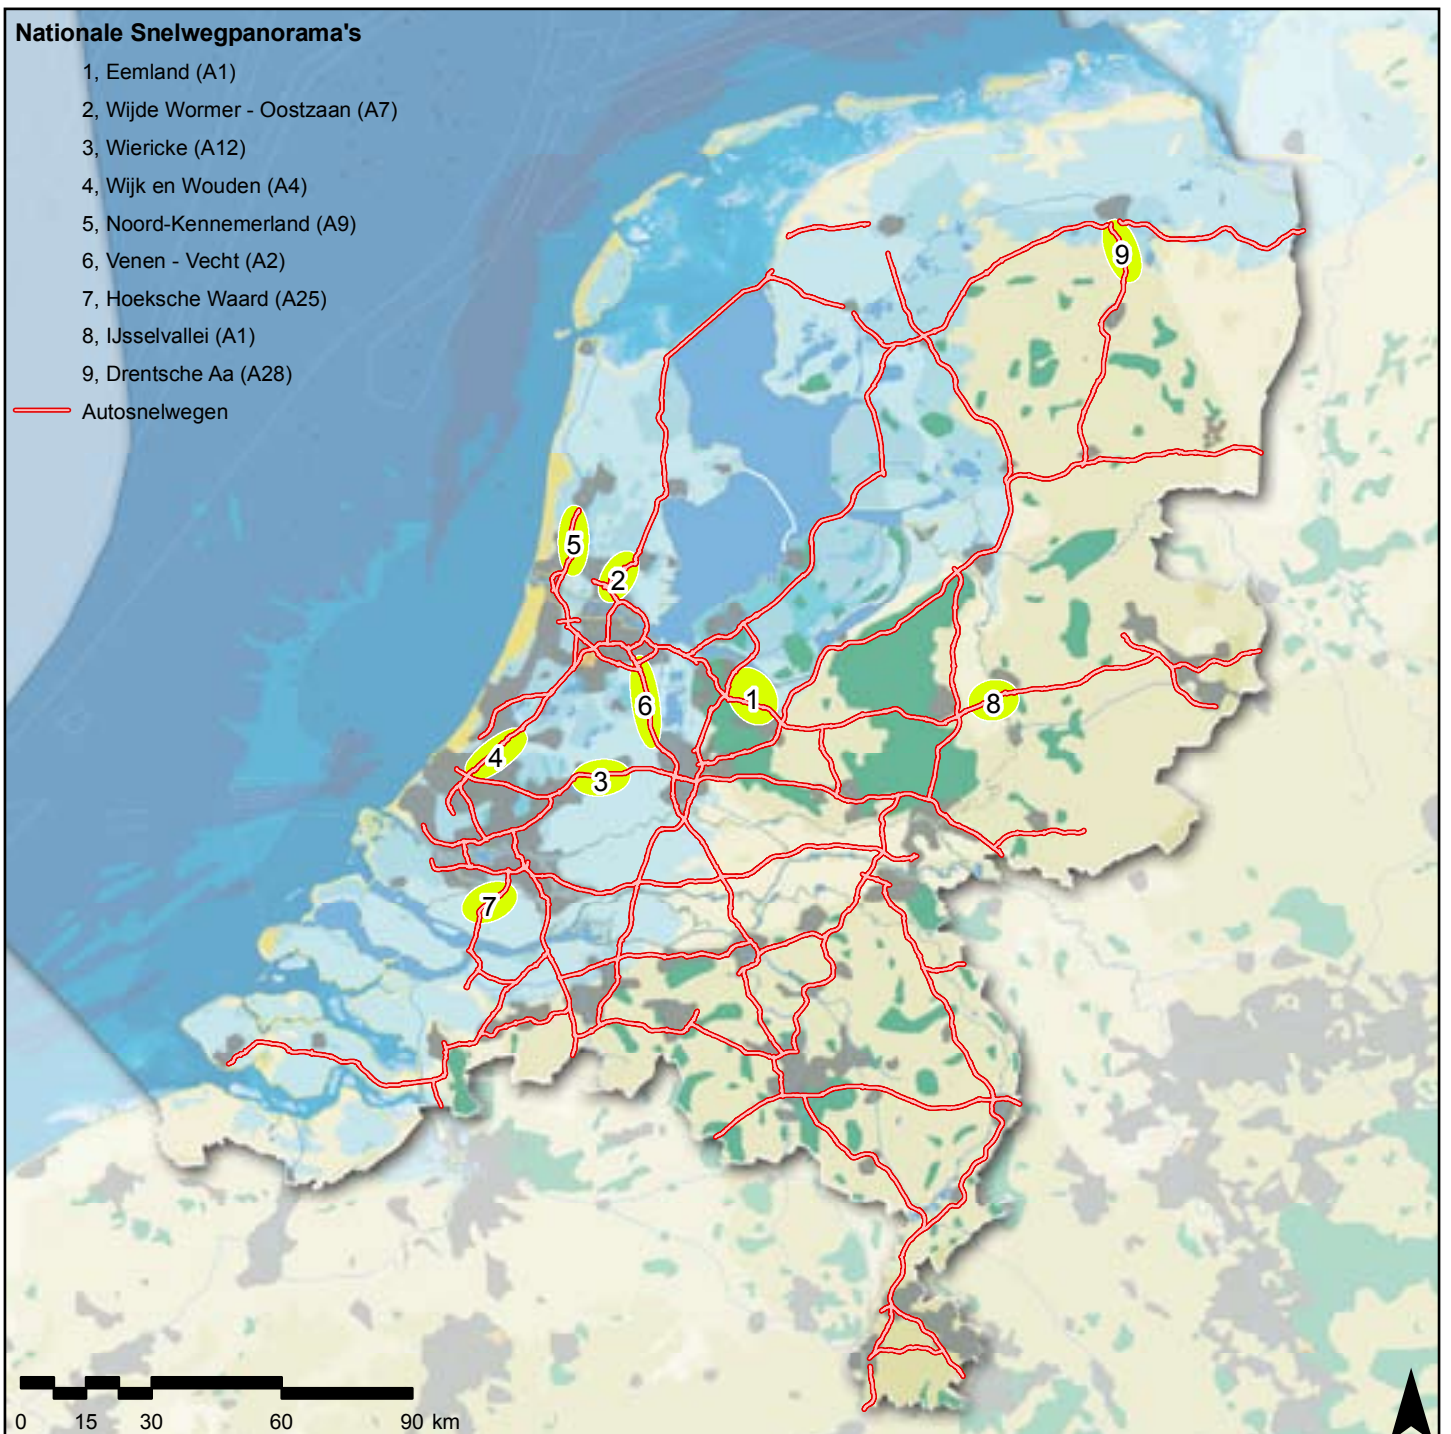 Nationale Snelwegpanorama's
1, Eemland (A1)
2, Wijde Wormer - Oostzaan (A7)
3, Wiericke (A12)
4, Wijk en Wouden (A4)
5, Noord-Kennemerland (A9)
6, Venen - Vecht (A2)
7, Hoeksche Waard (A25)
8, IJsselvallei (A1)
9, Drentsche Aa (A28)
Autosnelwegen
9
5
2
1
6
8
4
3
7
0 15 30 60 90 km